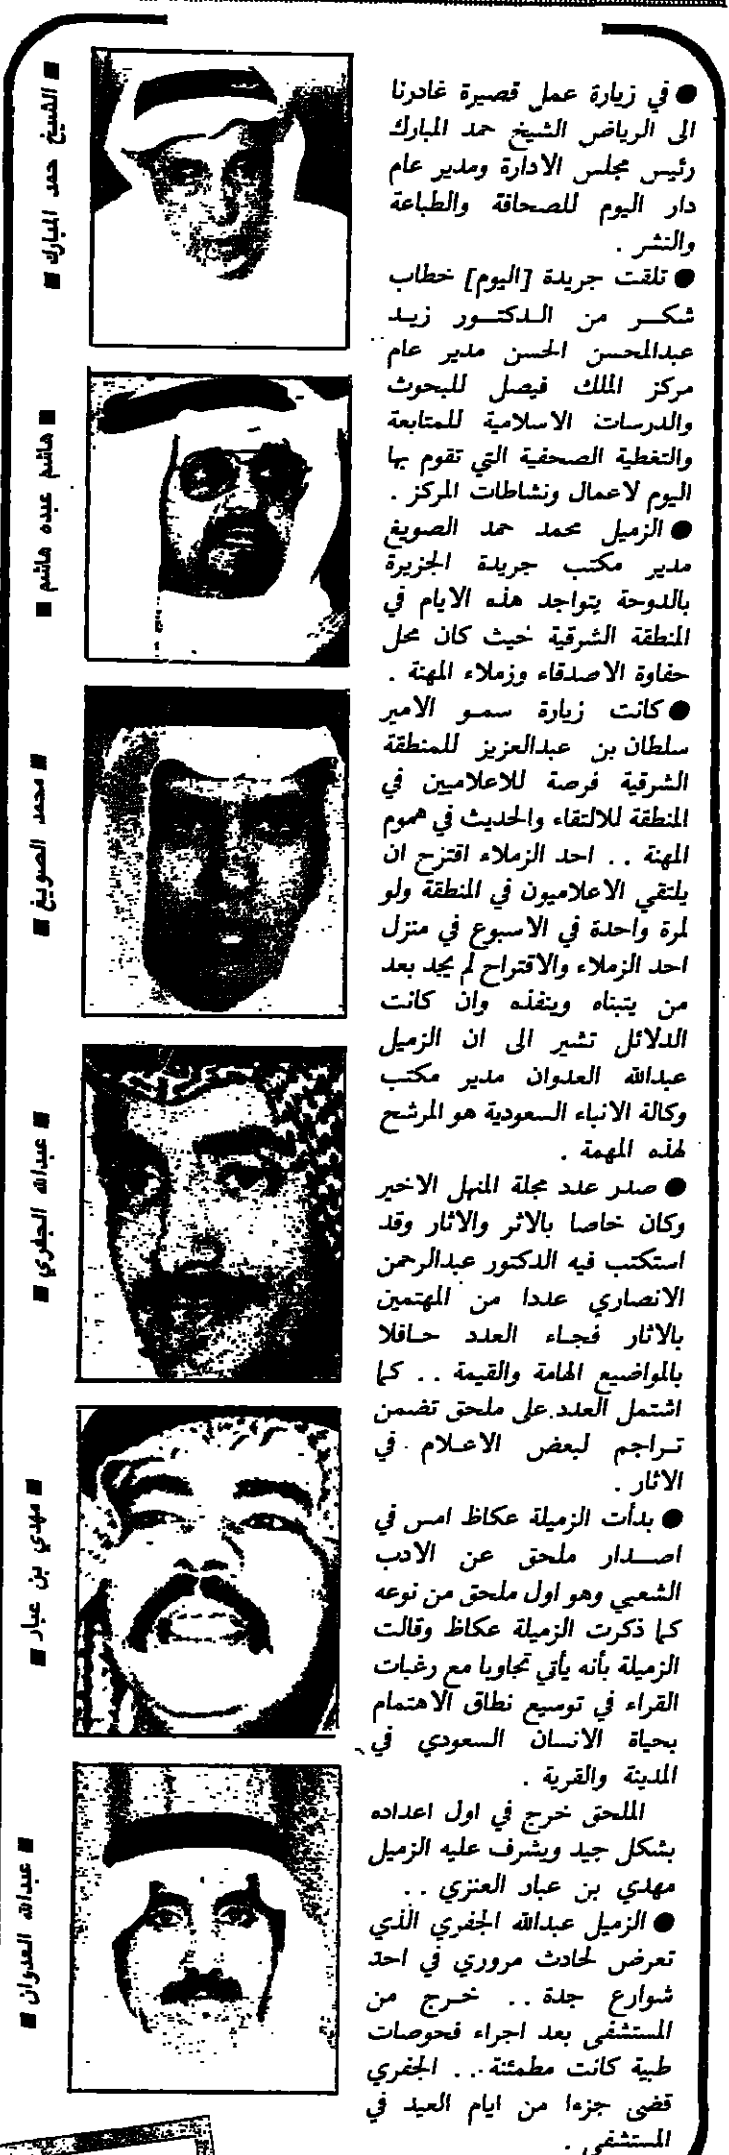 ● في زيارة عمل قصيرة غادرنا
الى الرياض الشيخ حمد المبارك
رئيس مجلس الادارة ومدير عام
دار اليوم للصحافة والطباعة
والنشر .
● تلقت جريدة [اليوم] خطاب
شكر من الدكتور زيد
عبدالمحسن الحسن مدير عام
مركز الملك فيصل للبحوث
والدرسات الاسلامية للمتابعة
والتغطية الصحفية التي تقوم بها
اليوم لاعمال ونشاطات المركز .
● الزميل محمد حمد الصويغ
مدير مكتب جريدة الجزيرة
بالدوحة يتواجد هذه الايام في
المنطقة الشرقية حيث كان محل
حفاوة الاصدقاء وزملاء المهنة .
● كانت زيارة سمو الامير
سلطان بن عبدالعزيز للمنطقة
الشرقية فرصة للاعلاميين في
المنطقة للالتقاء والحديث في هموم
المهنة .. احد الزملاء اقترح ان
يلتقي الاعلاميون في المنطقة ولو
لمرة واحدة في الاسبوع في منزل
احد الزملاء والاقتراح لم يجد بعد
من يتبناه وينفذه وان كانت
الدلائل تشير الى ان الزميل
عبدالله العدوان مدير مكتب
وكالة الانباء السعودية هو المرشح
لهذه المهمة .
● صدر عدد مجلة المنهل الاخير
وكان خاصا بالاثر والاثار وقد
استكتب فيه الدكتور عبدالرحمن
الانصاري عددا من المهتمين
بالاثار فجاء العدد حافلا
بالمواضيع الهامة والقيمة .. كما
اشتمل العدد على ملحق تضمن
تراجم لبعض الاعلام في
الاثار .
● بدأت الزميلة عكاظ امس في
اصدار ملحق عن الادب
الشعبي وهو اول ملحق من نوعه
كما ذكرت الزميلة عكاظ وقالت
الزميلة بأنه يأتي تجاوبا مع رغبات
القراء في توسيع نطاق الاهتمام
بحياة الانسان السعودي في
المدينة والقرية .
الملحق خرج في اول اعداده
بشكل جيد ويشرف عليه الزميل
مهدي بن عباد العنزي ..
● الزميل عبدالله الجفري الذي
تعرض لحادث مروري في احد
شوارع جدة .. خرج من
المستشفى بعد اجراء فحوصات
طبية كانت مطمئنة .. الجفري
قضى جزءا من ايام العيد في
المستشفى .
■ الشيخ حمد المبارك ■
■ هاشم عبده هاشم ■
■ محمد الصويغ ■
■ عبدالله الجفري ■
■ مهدي بن عبار ■
■ عبدالله العدوان ■